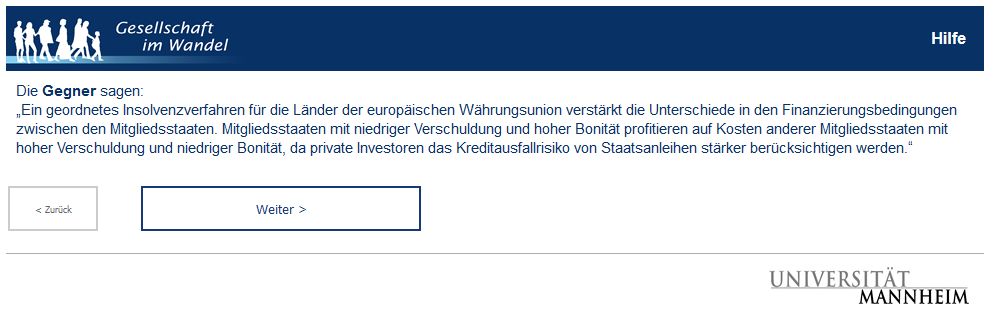 Gesellschaft
im Wandel
Hilfe
Die Gegner sagen:
„Ein geordnetes Insolvenzverfahren für die Länder der europäischen Währungsunion verstärkt die Unterschiede in den Finanzierungsbedingungen
zwischen den Mitgliedsstaaten. Mitgliedsstaaten mit niedriger Verschuldung und hoher Bonität profitieren auf Kosten anderer Mitgliedsstaaten mit
hoher Verschuldung und niedriger Bonität, da private Investoren das Kreditausfallrisiko von Staatsanleihen stärker berücksichtigen werden.“
< Zurück
Weiter >
UNIVERSITÄT
MANNHEIM